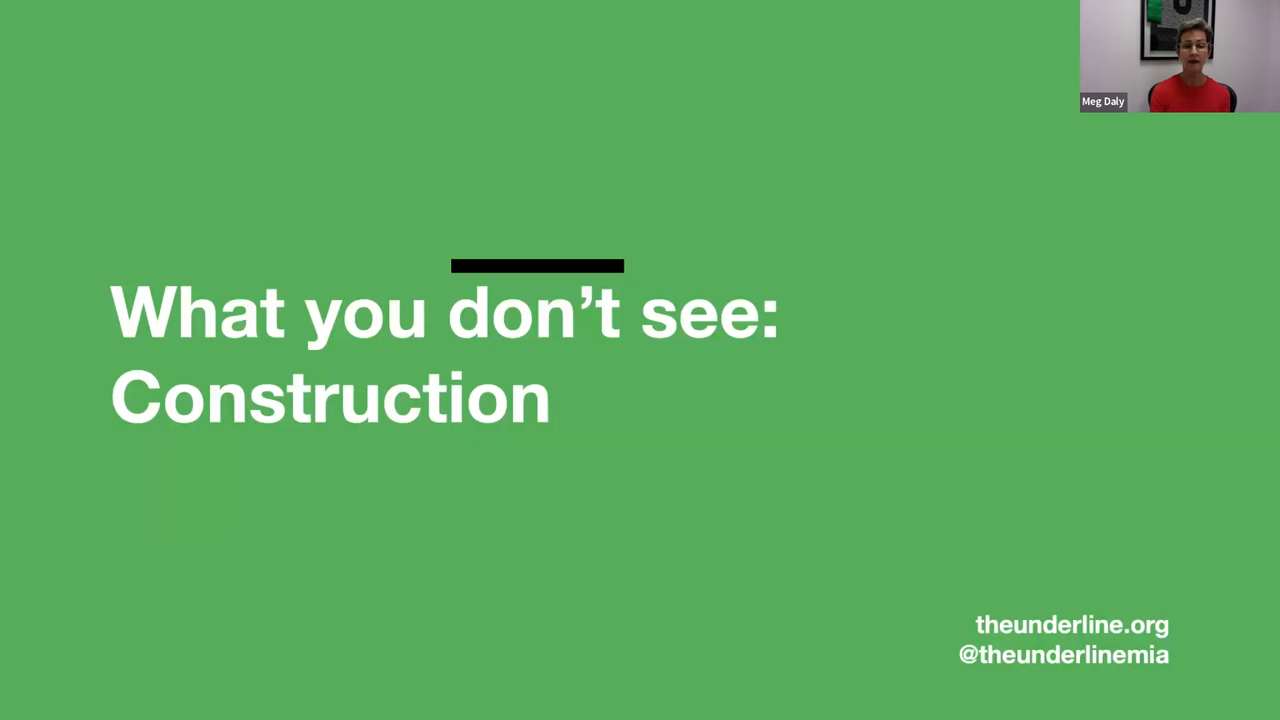 Meg Daly
What you don’t see:
Construction
theunderline.org
@theunderlinemia